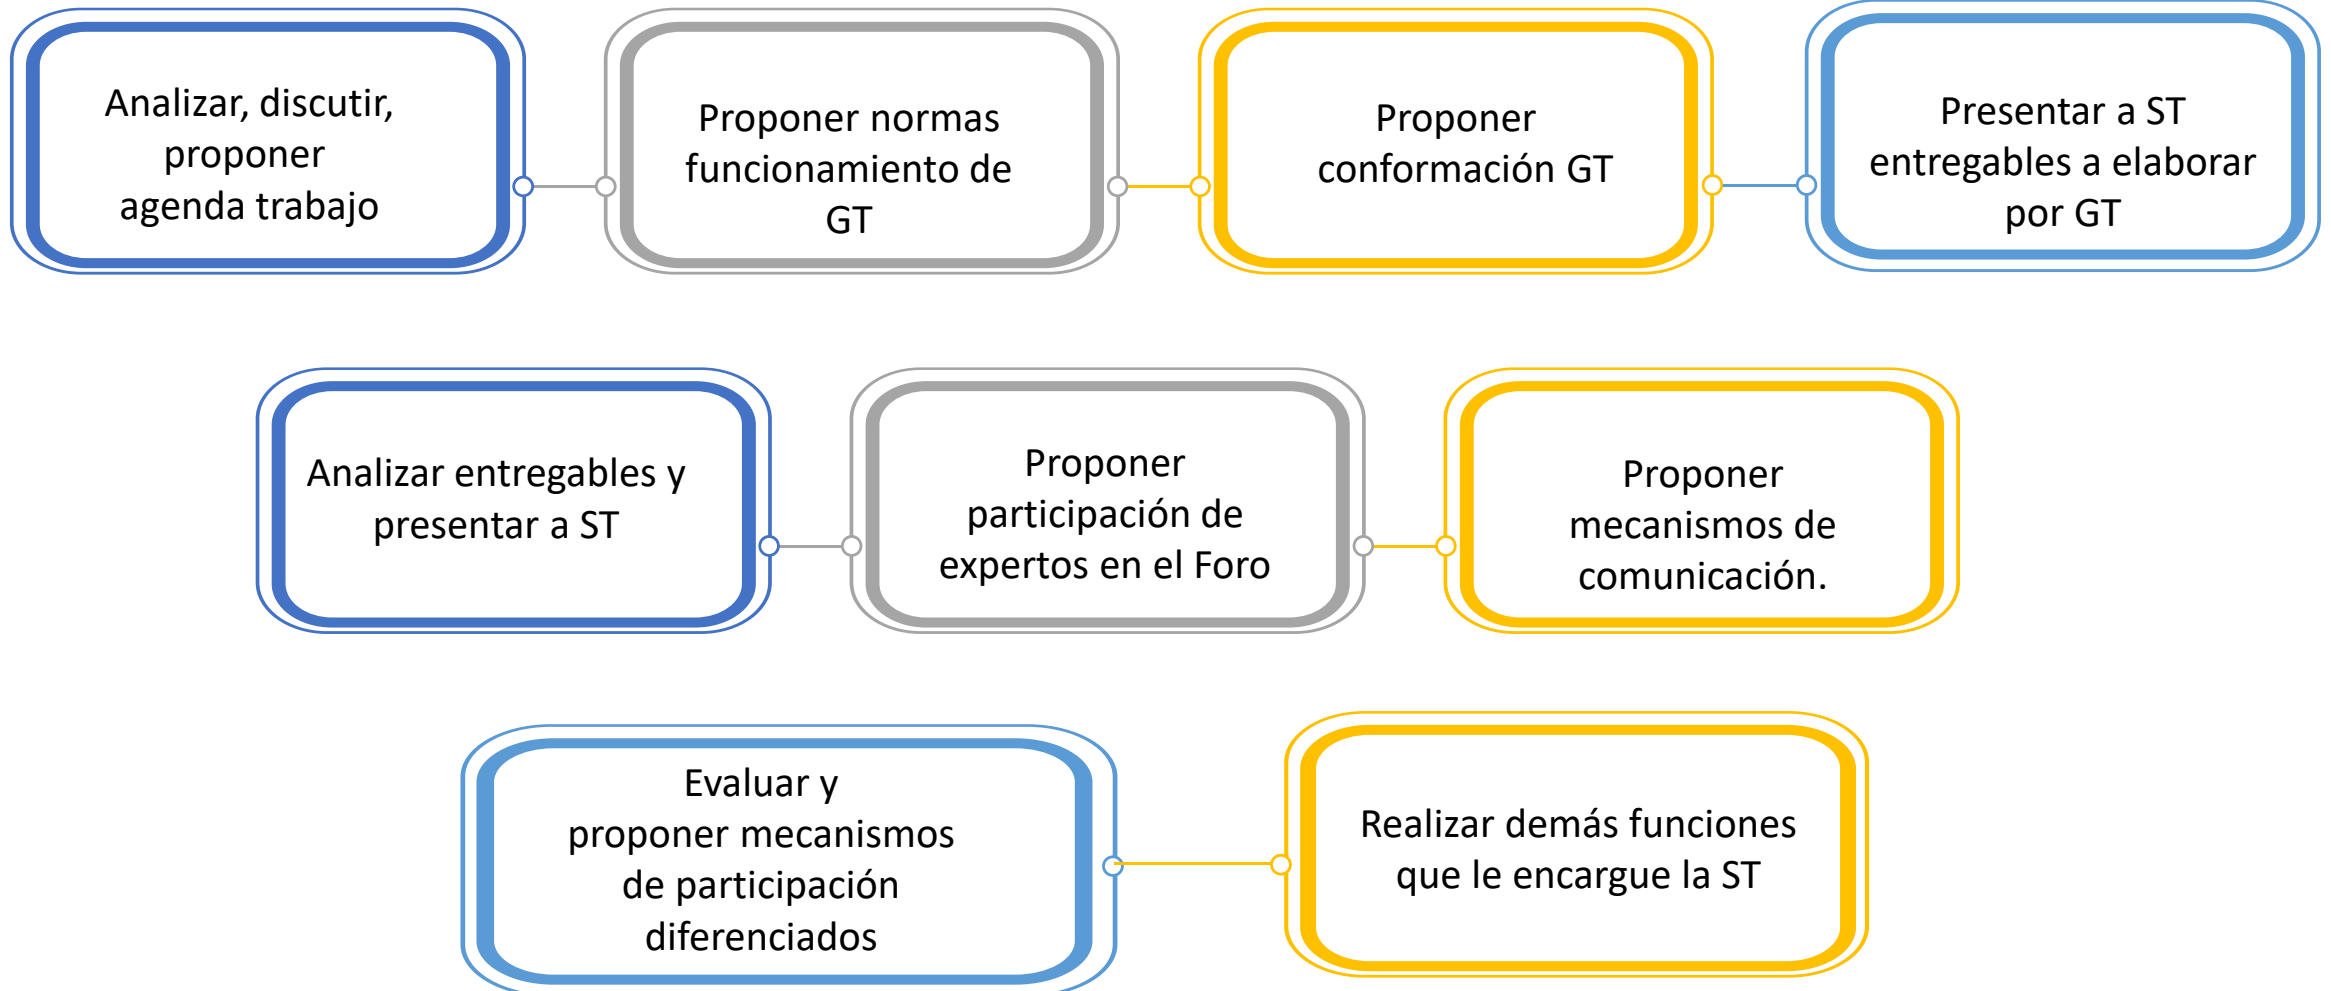 Analizar, discutir,
proponer
agenda trabajo
Proponer normas
funcionamiento de
GT
Proponer
conformación GT
Presentar a ST
entregables a elaborar
por GT
Analizar entregables y
presentar a ST
Proponer
participación de
expertos en el Foro
Proponer
mecanismos de
comunicación.
Evaluar y
proponer mecanismos
de participación
diferenciados
Realizar demás funciones
que le encargue la ST